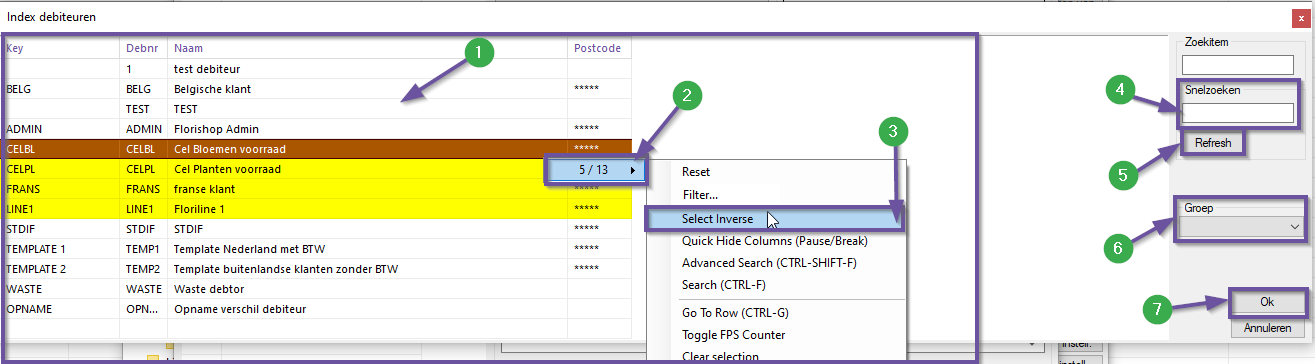 Index debiteuren
x
Key Debnr Naam Postcode
1 test debiteur
BELG BELG Belgische klant *****
TEST TEST
ADMIN ADMIN Florishop Admin *****
CELBL CELBL Cel Bloemen voorraad *****
CELPL CELPL Cel Planten voorraad
FRANS FRANS franse klant *****
LINE1 LINE1 Floriline 1 *****
STDIF STDIF STDIF *****
TEMPLATE 1 TEMP1 Template Nederland met BTW *****
TEMPLATE 2 TEMP2 Template buitenlandse klanten zonder BTW *****
WASTE WASTE Waste debtor
OPNAME OPN... Opname verschil debiteur
1
2
5 / 13
3
Reset
Filter...
Select Inverse
Quick Hide Columns (Pause/Break)
Advanced Search (CTRL-SHIFT-F)
Search (CTRL-F)
Go To Row (CTRL-G)
Toggle FPS Counter
Clear selection
Zoekitem
4
Snelzoeken
Refresh
5
Groep
6
7
Ok
Annuleren
instell.